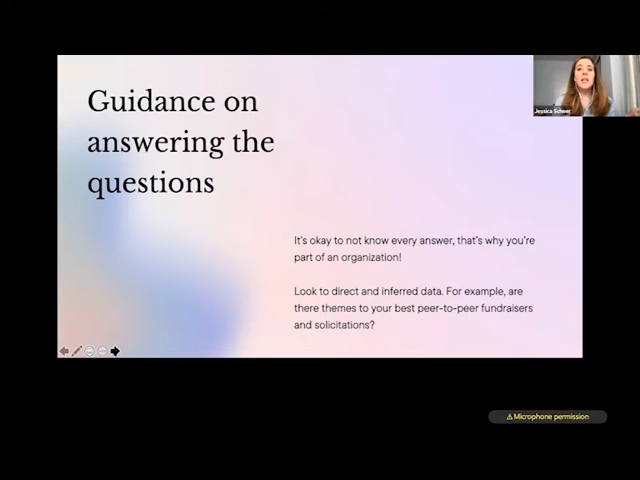 Guidance on
answering the
questions
Jessica Scheer
It's okay to not know every answer, that's why you're
part of an organization!
Look to direct and inferred data. For example, are
there themes to your best peer-to-peer fundraisers
and solicitations?
Microphone permission